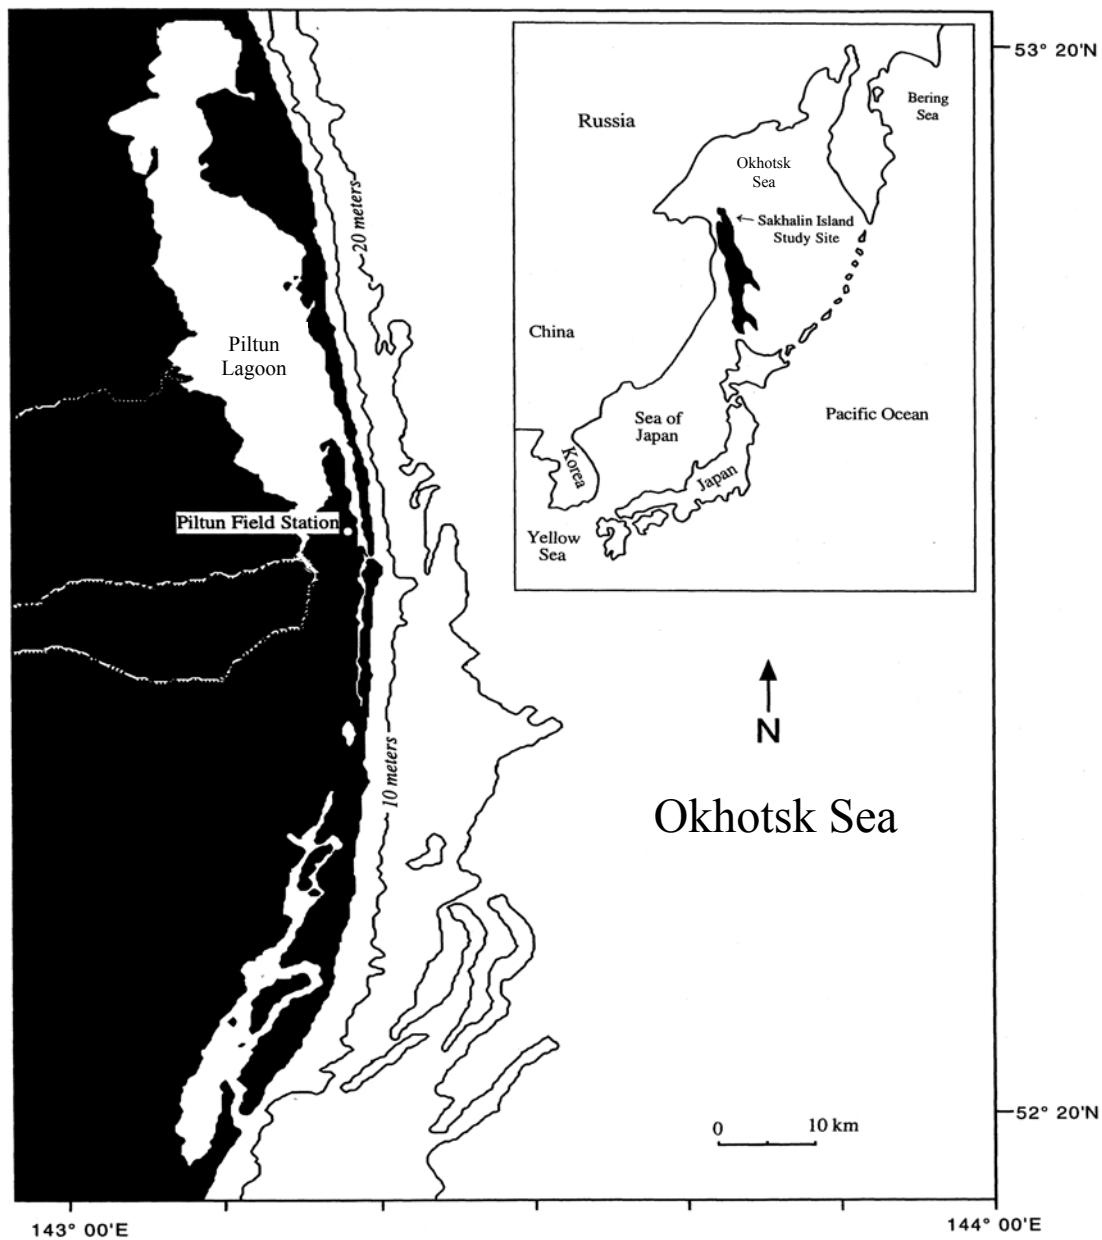 53° 20'N
Russia
Bering
Sea
Okhotsk
Sea
← Sakhalin Island
Study Site
20 meters
China
Piltun
Lagoon
Pacific Ocean
Sea of
Japan
Korea
Japan
Piltun Field Station
Yellow
Sea
N
10 meters
Okhotsk Sea
52° 20'N
0 10 km
143° 00'E
144° 00'E